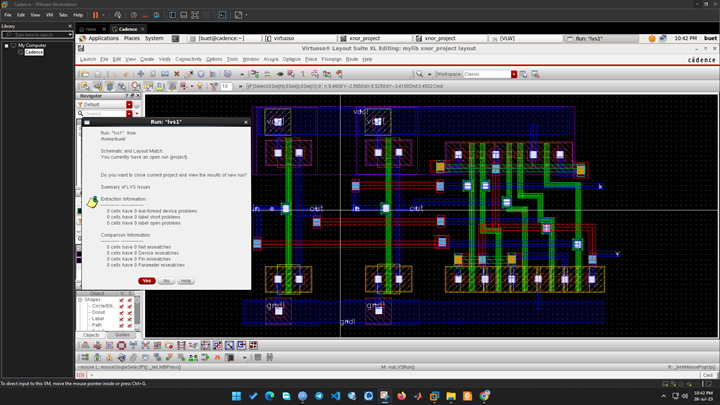 Cadence - VMware Workstation
File Edit View VM Tabs Help
Library
Type here to search
My Computer
Cadence
Home
Cadence
Applications Places System
[buet@cadence:~]
virtuoso
xnor_project
[VLW]
Run: "lvs1"
10:42 PM buet
Virtuoso® Layout Suite XL Editing: mylib xnor_project layout
Launch File Edit View Create Verify Connectivity Options Tools Window Assura Optimize Place Floorplan Route Help
cādence
Workspace: Classic
Navigator
Default
Search
Run: "lvs1"
Run: "lvs1" from
/home/buet/
Schematic and Layout Match.
You currently have an open run (project).
Do you want to close current project and view the results of new run?
Summary of LVS Issues
Extraction Information:
0 cells have 0 mal-formed device problems
0 cells have 0 label short problems
0 cells have 0 label open problems
Comparison Information:
0 cells have 0 Net mismatches
0 cells have 0 Device mismatches
0 cells have 0 Pin mismatches
0 cells have 0 Parameter mismatches
Yes No Help
vdd!
in
out
out
gnd!
gnd!
gnd!
Objects
Shapes
Circle/Elli...
Donut
Label
Path
Objects Guides
mouse L: mouseSingleSelectPt()
M: vuiLVSRun()
Cmd:
To direct input to this VM, move the mouse pointer inside or press Ctrl+G.
10:42 PM
26-Jul-23